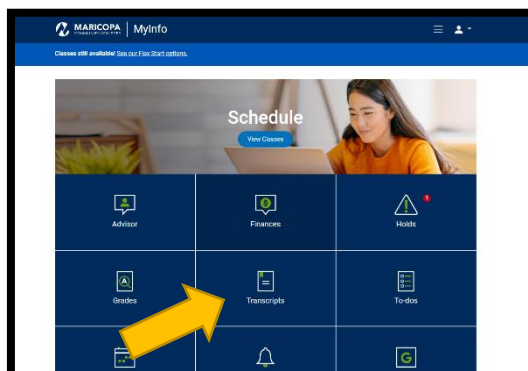 MARICOPA | MyInfo
COMMUNITY COLLEGES
Classes still available! See our Flex Start options.
Schedule
View Classes
Advisor
Finances
Holds
1
Grades
Transcripts
To-dos
A
G